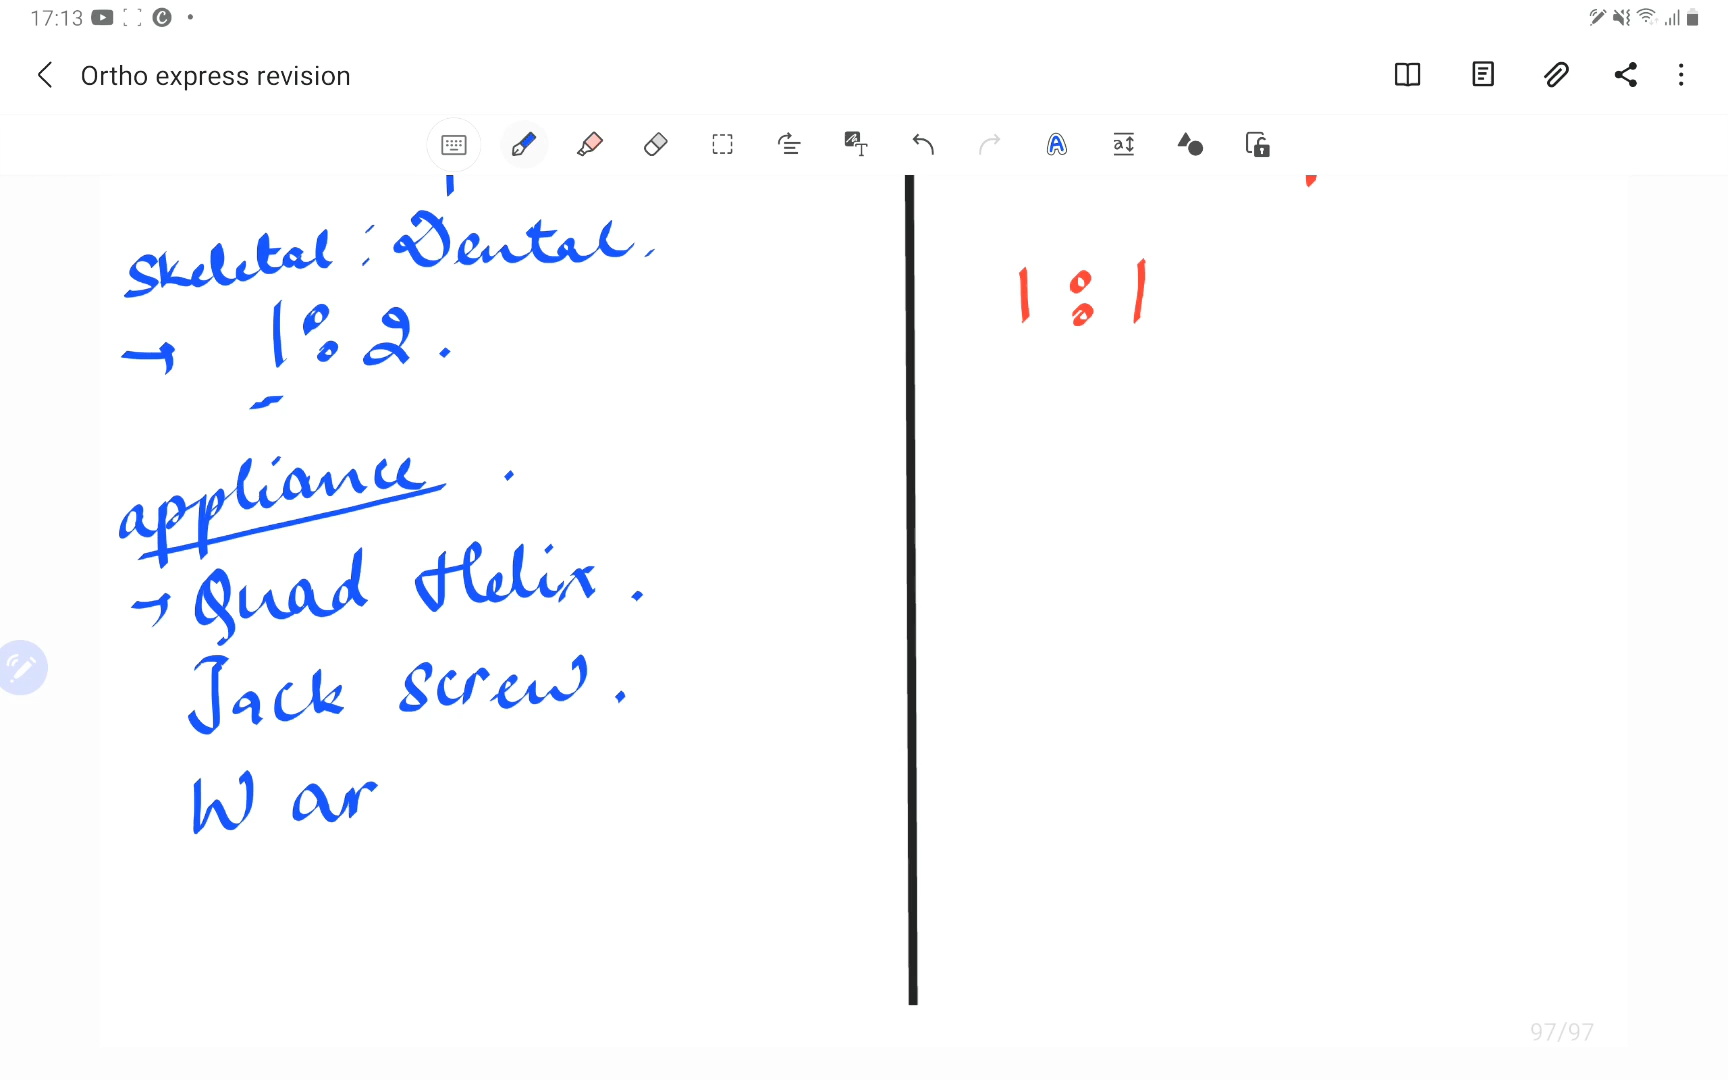 17:13
Ortho express revision
Skeletal : Dental.
→ 1:2.
1:1
appliance.
→ Quad Helix.
Jack screw.
W ar
97/97